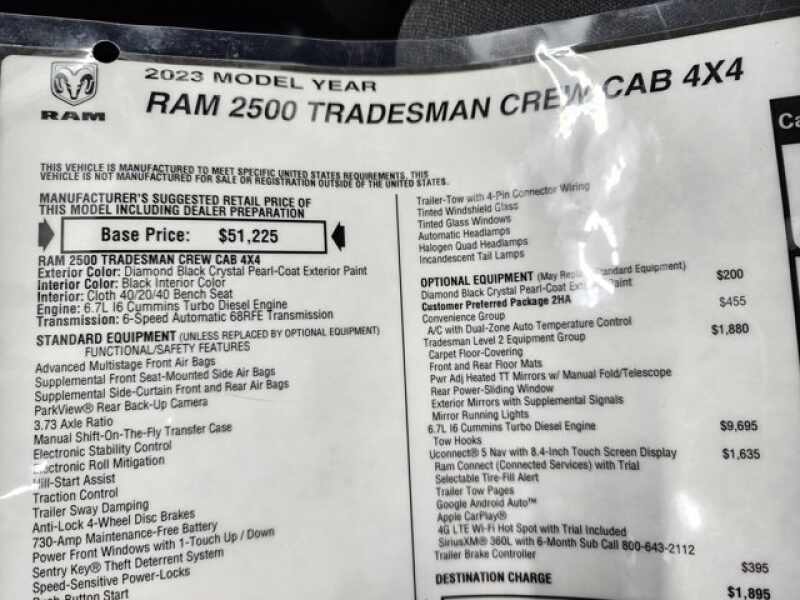 RAM
2023 MODEL YEAR
RAM 2500 TRADESMAN CREW CAB 4X4
THIS VEHICLE IS MANUFACTURED TO MEET SPECIFIC UNITED STATES REQUIREMENTS. THIS
VEHICLE IS NOT MANUFACTURED FOR SALE OR REGISTRATION OUTSIDE OF THE UNITED STATES.
MANUFACTURER'S SUGGESTED RETAIL PRICE OF
THIS MODEL INCLUDING DEALER PREPARATION
Base Price: $51,225
RAM 2500 TRADESMAN CREW CAB 4X4
Exterior Color: Diamond Black Crystal Pearl-Coat Exterior Paint
Interior Color: Black Interior Color
Interior: Cloth 40/20/40 Bench Seat
Engine: 6.7L I6 Cummins Turbo Diesel Engine
Transmission: 6-Speed Automatic 68RFE Transmission
STANDARD EQUIPMENT (UNLESS REPLACED BY OPTIONAL EQUIPMENT)
FUNCTIONAL/SAFETY FEATURES
Advanced Multistage Front Air Bags
Supplemental Front Seat-Mounted Side Air Bags
Supplemental Side-Curtain Front and Rear Air Bags
ParkView® Rear Back-Up Camera
3.73 Axle Ratio
Manual Shift-On-The-Fly Transfer Case
Electronic Stability Control
Electronic Roll Mitigation
Hill-Start Assist
Traction Control
Trailer Sway Damping
Anti-Lock 4-Wheel Disc Brakes
730-Amp Maintenance-Free Battery
Power Front Windows with 1-Touch Up / Down
Sentry Key® Theft Deterrent System
Speed-Sensitive Power-Locks
Push-Button Start
Trailer-Tow with 4-Pin Connector Wiring
Tinted Windshield Glass
Tinted Glass Windows
Automatic Headlamps
Halogen Quad Headlamps
Incandescent Tail Lamps
OPTIONAL EQUIPMENT (May Replace Standard Equipment)
Diamond Black Crystal Pearl-Coat Exterior Paint $200
Customer Preferred Package 2HA
Convenience Group $455
A/C with Dual-Zone Auto Temperature Control
Tradesman Level 2 Equipment Group $1,880
Carpet Floor-Covering
Front and Rear Floor Mats
Pwr Adj Heated TT Mirrors w/ Manual Fold/Telescope
Rear Power-Sliding Window
Exterior Mirrors with Supplemental Signals
Mirror Running Lights
6.7L I6 Cummins Turbo Diesel Engine $9,695
Tow Hooks
Uconnect® 5 Nav with 8.4-Inch Touch Screen Display $1,635
Ram Connect (Connected Services) with Trial
Selectable Tire-Fill Alert
Trailer Tow Pages
Google Android Auto™
Apple CarPlay®
4G LTE Wi-Fi Hot Spot with Trial Included
SiriusXM® 360L with 6-Month Sub Call 800-643-2112
Trailer Brake Controller $395
DESTINATION CHARGE $1,895
Ca